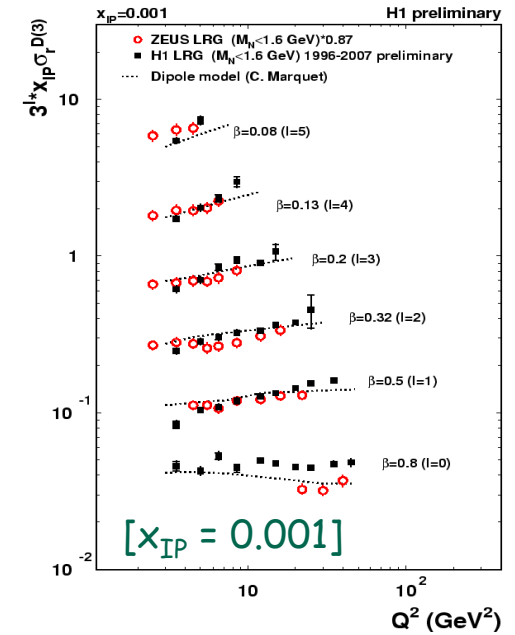 x_IP=0.001 H1 preliminary
3^l*x_IP σ_r^D(3)
ZEUS LRG (M_N<1.6 GeV)*0.87
H1 LRG (M_N<1.6 GeV) 1996-2007 preliminary
Dipole model (C. Marquet)
10
β=0.08 (l=5)
β=0.13 (l=4)
1
β=0.2 (l=3)
β=0.32 (l=2)
β=0.5 (l=1)
10^-1
β=0.8 (l=0)
[x_IP = 0.001]
10^-2
10 10^2
Q^2 (GeV^2)